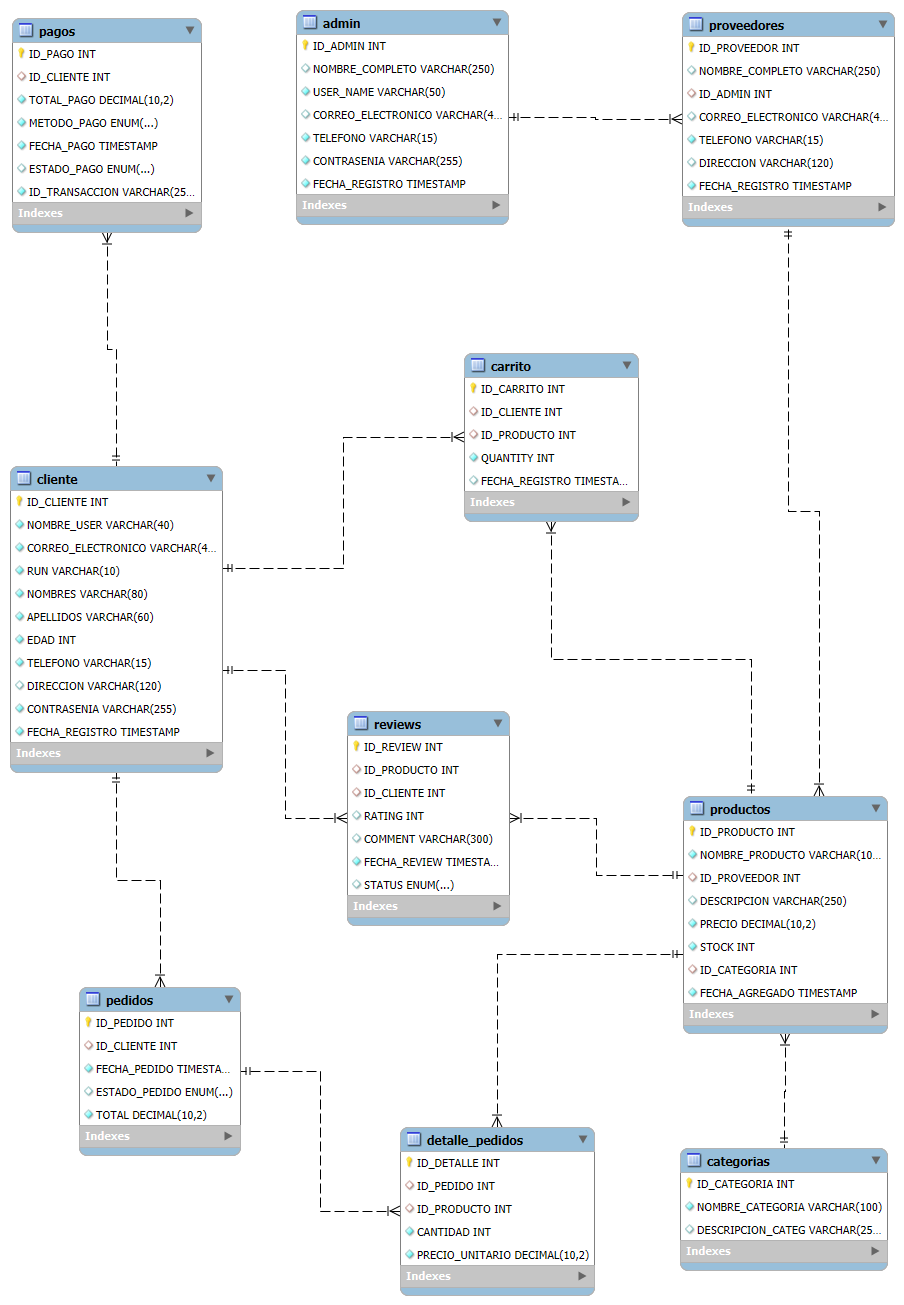 pagos
ID_PAGO INT
ID_CLIENTE INT
TOTAL_PAGO DECIMAL(10,2)
METODO_PAGO ENUM(...)
FECHA_PAGO TIMESTAMP
ESTADO_PAGO ENUM(...)
ID_TRANSACCION VARCHAR(25...
Indexes
admin
ID_ADMIN INT
NOMBRE_COMPLETO VARCHAR(250)
USER_NAME VARCHAR(50)
CORREO_ELECTRONICO VARCHAR(4...
TELEFONO VARCHAR(15)
CONTRASENIA VARCHAR(255)
FECHA_REGISTRO TIMESTAMP
Indexes
proveedores
ID_PROVEEDOR INT
NOMBRE_COMPLETO VARCHAR(250)
ID_ADMIN INT
CORREO_ELECTRONICO VARCHAR(4...
TELEFONO VARCHAR(15)
DIRECCION VARCHAR(120)
FECHA_REGISTRO TIMESTAMP
Indexes
carrito
ID_CARRITO INT
ID_CLIENTE INT
ID_PRODUCTO INT
QUANTITY INT
FECHA_REGISTRO TIMESTA...
Indexes
cliente
ID_CLIENTE INT
NOMBRE_USER VARCHAR(40)
CORREO_ELECTRONICO VARCHAR(4...
RUN VARCHAR(10)
NOMBRES VARCHAR(80)
APELLIDOS VARCHAR(60)
EDAD INT
TELEFONO VARCHAR(15)
DIRECCION VARCHAR(120)
CONTRASENIA VARCHAR(255)
FECHA_REGISTRO TIMESTAMP
Indexes
reviews
ID_REVIEW INT
ID_PRODUCTO INT
ID_CLIENTE INT
RATING INT
COMMENT VARCHAR(300)
FECHA_REVIEW TIMESTA...
STATUS ENUM(...)
Indexes
productos
ID_PRODUCTO INT
NOMBRE_PRODUCTO VARCHAR(10...
ID_PROVEEDOR INT
DESCRIPCION VARCHAR(250)
PRECIO DECIMAL(10,2)
STOCK INT
ID_CATEGORIA INT
FECHA_AGREGADO TIMESTAMP
Indexes
pedidos
ID_PEDIDO INT
ID_CLIENTE INT
FECHA_PEDIDO TIMESTA...
ESTADO_PEDIDO ENUM(...)
TOTAL DECIMAL(10,2)
Indexes
detalle_pedidos
ID_DETALLE INT
ID_PEDIDO INT
ID_PRODUCTO INT
CANTIDAD INT
PRECIO_UNITARIO DECIMAL(10,2)
Indexes
categorias
ID_CATEGORIA INT
NOMBRE_CATEGORIA VARCHAR(100)
DESCRIPCION_CATEG VARCHAR(25...
Indexes